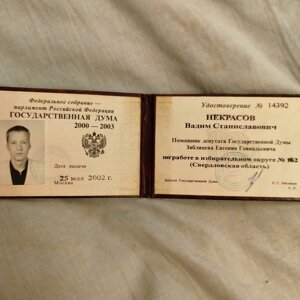 Федеральное собрание —
парламент Российской Федерации
ГОСУДАРСТВЕННАЯ ДУМА
2000 — 2003
Дата выдачи
25 мая 2002 г.
Москва
Удостоверение № 14392
НЕКРАСОВ
Вадим Станиславович
Помощник депутата Государственной Думы
Зяблицева Евгения Геннадьевича
по работе в избирательном округе № 162
(Свердловская область)
Депутат Государственной Думы